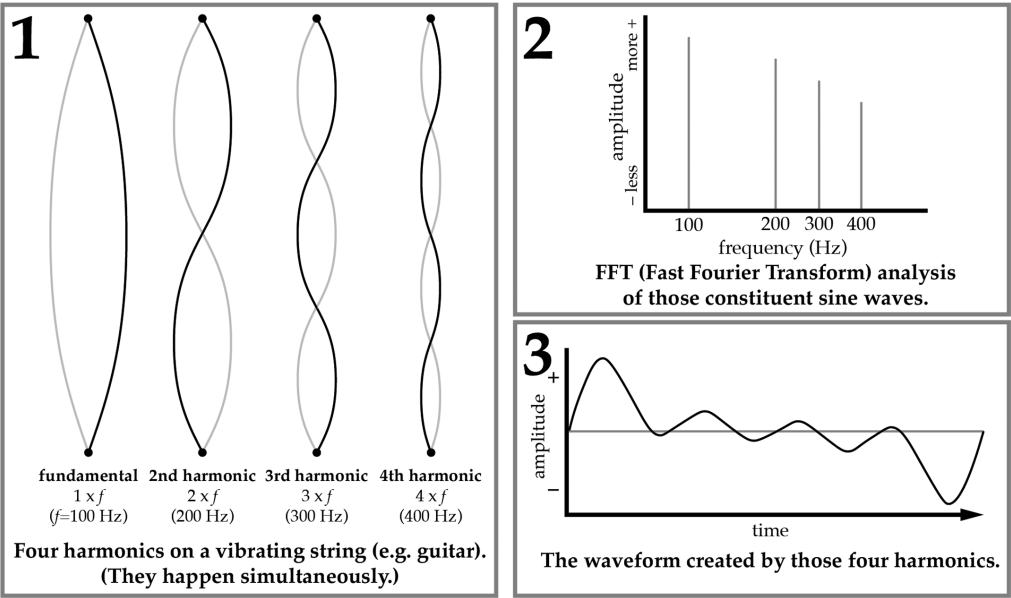 1
fundamental
1 x f
(f=100 Hz)
2nd harmonic
2 x f
(200 Hz)
3rd harmonic
3 x f
(300 Hz)
4th harmonic
4 x f
(400 Hz)
Four harmonics on a vibrating string (e.g. guitar).
(They happen simultaneously.)
2
amplitude
– less
more +
100 200 300 400
frequency (Hz)
FFT (Fast Fourier Transform) analysis
of those constituent sine waves.
3
+
amplitude
–
time
The waveform created by those four harmonics.